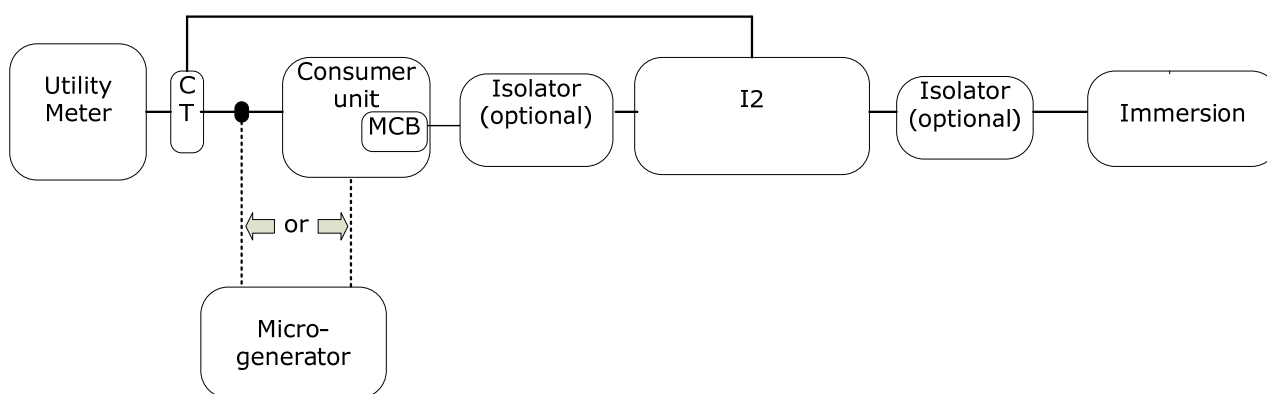 Utility
Meter
C
T
Consumer
unit
MCB
Isolator
(optional)
I2
Isolator
(optional)
Immersion
or
Micro-
generator